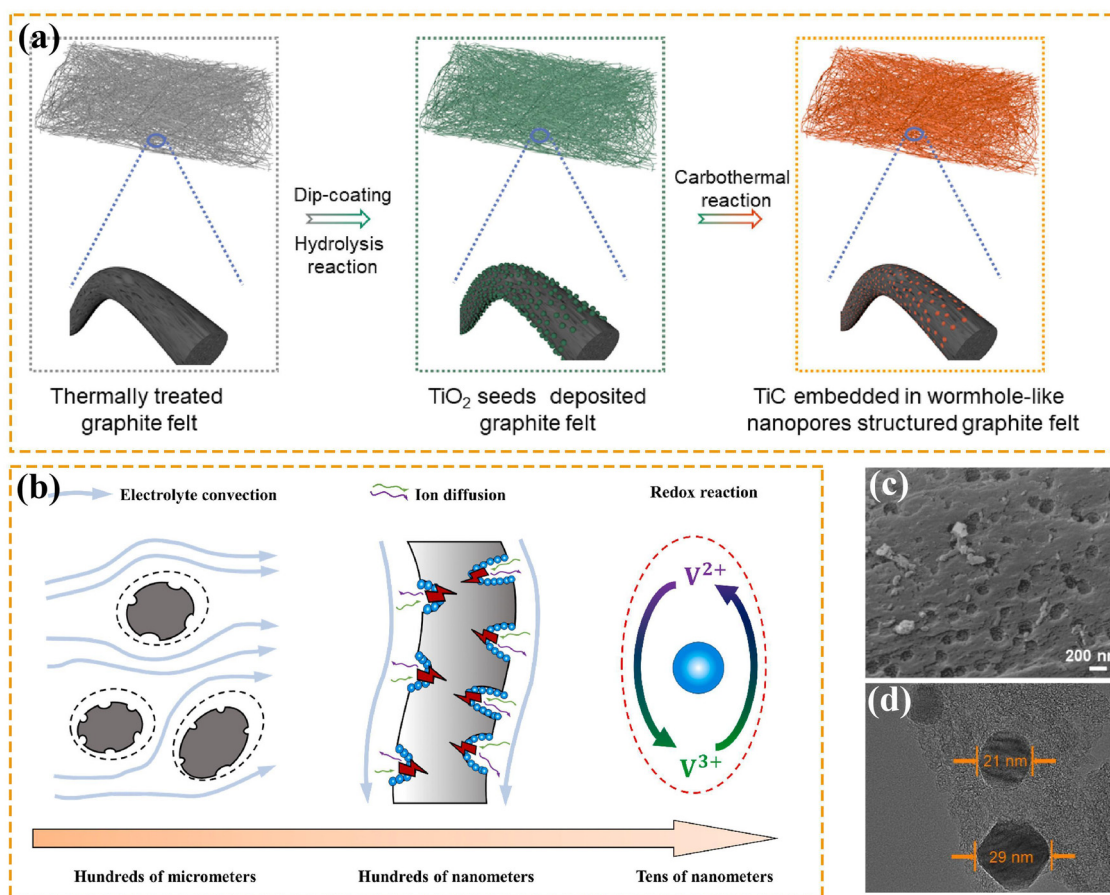 (a)
Dip-coating
Hydrolysis
reaction
Carbothermal
reaction
Thermally treated
graphite felt
TiO₂ seeds deposited
graphite felt
TiC embedded in wormhole-like
nanopores structured graphite felt
(b)
Electrolyte convection
Ion diffusion
Redox reaction
V²⁺
V³⁺
Hundreds of micrometers
Hundreds of nanometers
Tens of nanometers
(c)
200 nm
(d)
21 nm
29 nm